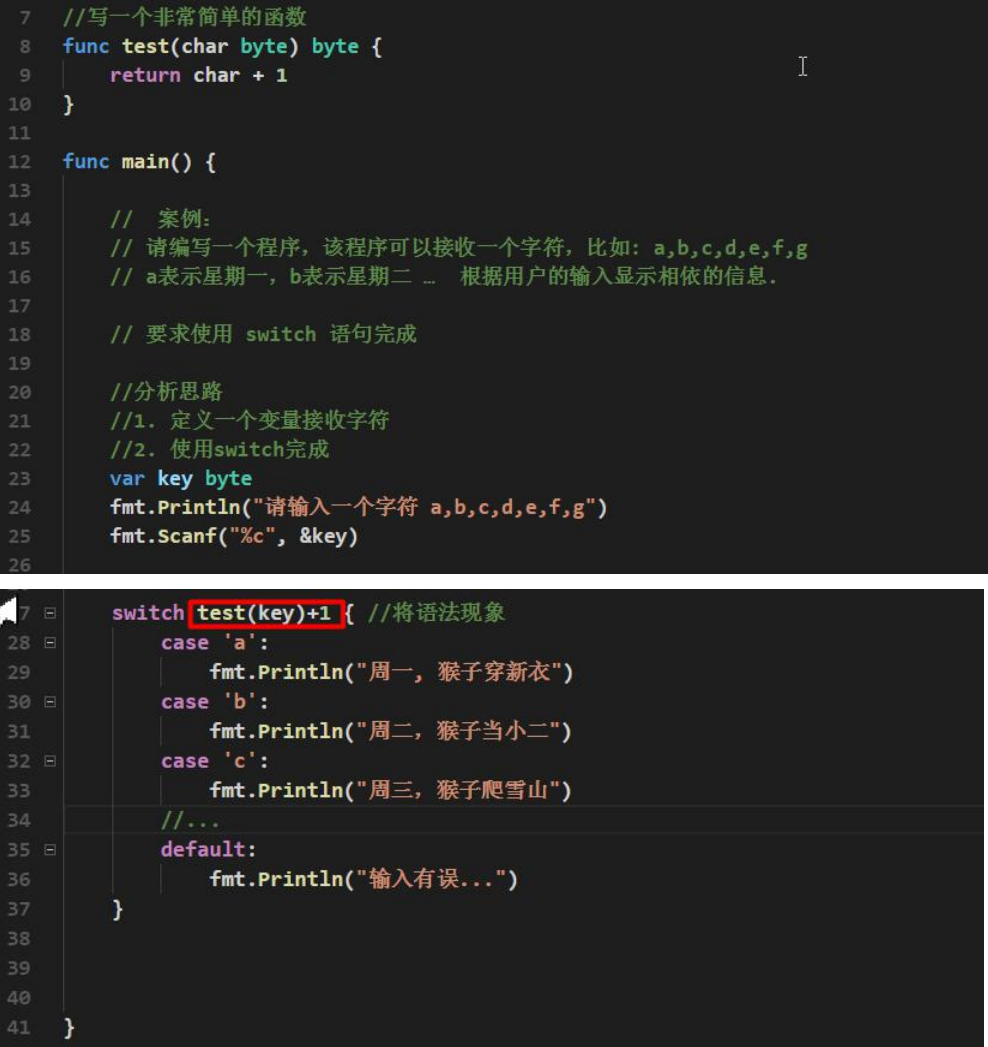 7 //写一个非常简单的函数
8 func test(char byte) byte {
9 return char + 1
10 }
11
12 func main() {
13
14 // 案例:
15 // 请编写一个程序,该程序可以接收一个字符,比如: a,b,c,d,e,f,g
16 // a表示星期一,b表示星期二 … 根据用户的输入显示相依的信息.
17
18 // 要求使用 switch 语句完成
19
20 //分析思路
21 //1. 定义一个变量接收字符
22 //2. 使用switch完成
23 var key byte
24 fmt.Println("请输入一个字符 a,b,c,d,e,f,g")
25 fmt.Scanf("%c", &key)
26
7 switch test(key)+1 { //将语法现象
28 case 'a':
29 fmt.Println("周一, 猴子穿新衣")
30 case 'b':
31 fmt.Println("周二,猴子当小二")
32 case 'c':
33 fmt.Println("周三,猴子爬雪山")
34 //...
35 default:
36 fmt.Println("输入有误...")
37 }
38
39
40
41 }